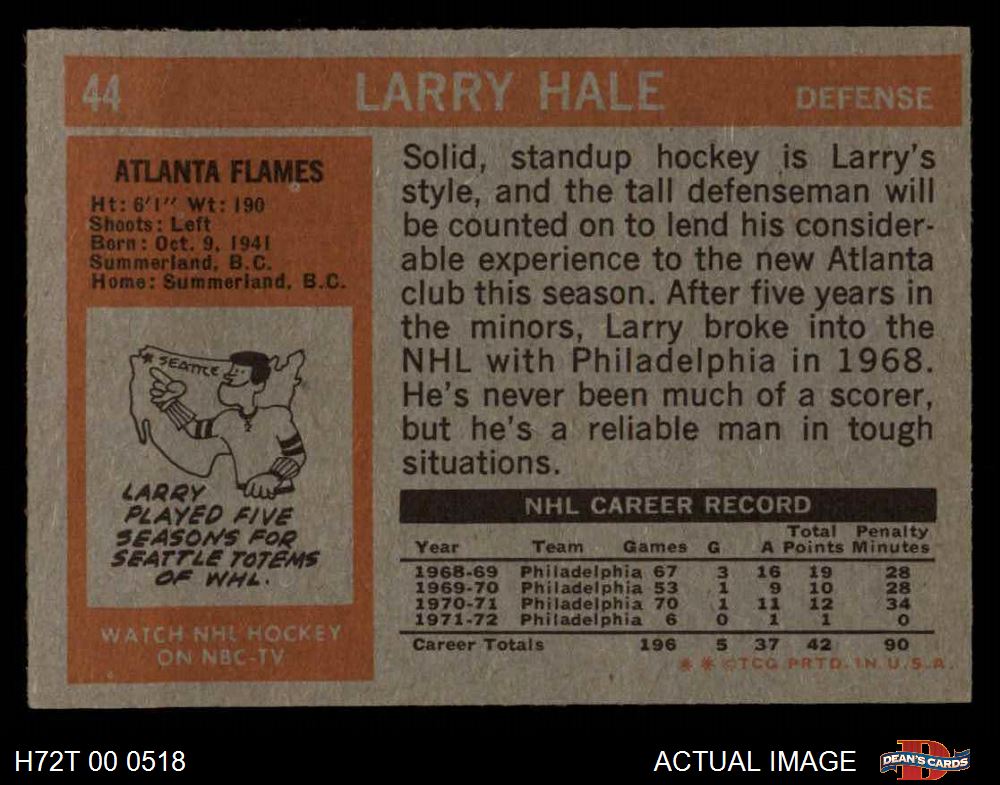 44 LARRY HALE DEFENSE
ATLANTA FLAMES
Ht: 6'1" Wt: 190
Shoots: Left
Born: Oct. 9, 1941
Summerland, B.C.
Home: Summerland, B.C.
* SEATTLE
LARRY
PLAYED FIVE
SEASONS FOR
SEATTLE TOTEMS
OF WHL.
WATCH NHL HOCKEY
ON NBC-TV
Solid, standup hockey is Larry's
style, and the tall defenseman will
be counted on to lend his consider-
able experience to the new Atlanta
club this season. After five years in
the minors, Larry broke into the
NHL with Philadelphia in 1968.
He's never been much of a scorer,
but he's a reliable man in tough
situations.
NHL CAREER RECORD
Year Team Games G A Total Points Penalty Minutes
1968-69 Philadelphia 67 3 16 19 28
1969-70 Philadelphia 53 1 9 10 28
1970-71 Philadelphia 70 1 11 12 34
1971-72 Philadelphia 6 0 1 1 0
Career Totals 196 5 37 42 90
* * ©TCG PRTD. IN U.S.A.
H72T 00 0518 ACTUAL IMAGE DEAN'S CARDS